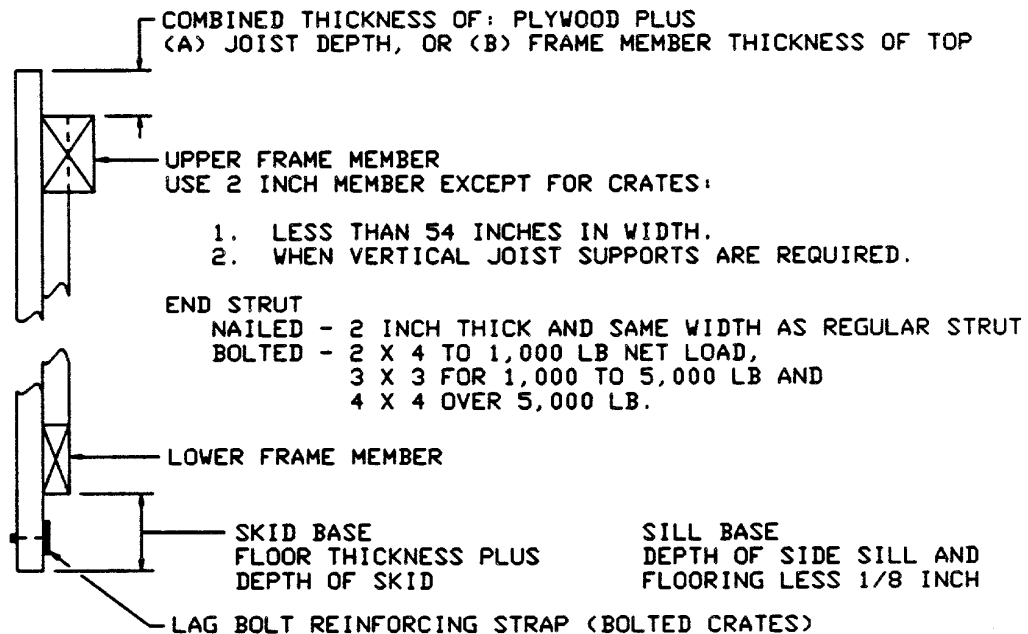 COMBINED THICKNESS OF: PLYWOOD PLUS
(A) JOIST DEPTH, OR (B) FRAME MEMBER THICKNESS OF TOP
UPPER FRAME MEMBER
USE 2 INCH MEMBER EXCEPT FOR CRATES:
1. LESS THAN 54 INCHES IN WIDTH.
2. WHEN VERTICAL JOIST SUPPORTS ARE REQUIRED.
END STRUT
NAILED - 2 INCH THICK AND SAME WIDTH AS REGULAR STRUT
BOLTED - 2 X 4 TO 1,000 LB NET LOAD,
3 X 3 FOR 1,000 TO 5,000 LB AND
4 X 4 OVER 5,000 LB.
LOWER FRAME MEMBER
SKID BASE
FLOOR THICKNESS PLUS
DEPTH OF SKID
SILL BASE
DEPTH OF SIDE SILL AND
FLOORING LESS 1/8 INCH
LAG BOLT REINFORCING STRAP (BOLTED CRATES)